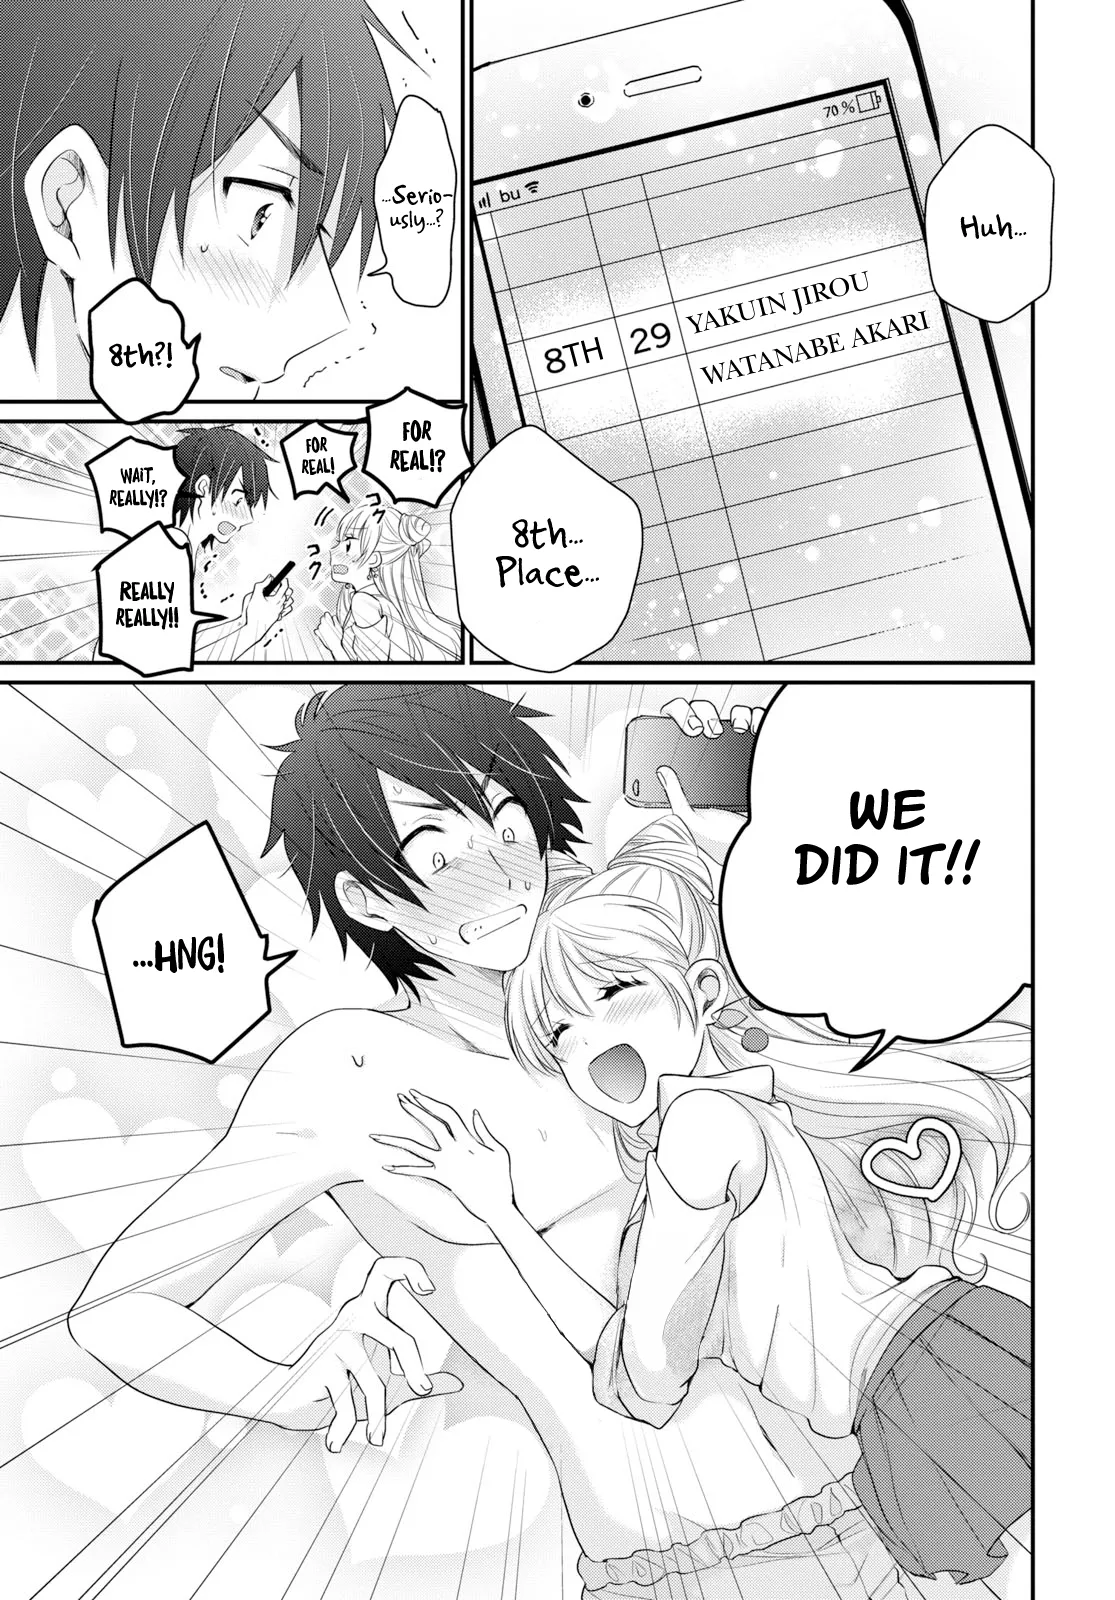 Huh...
bu
70%
8TH 29 YAKUIN JIROU
WATANABE AKARI
8th...
Place...
...Serio-
usly...?
8th?!
FOR
REAL!?
FOR
REAL!
WAIT,
REALLY!?
REALLY
REALLY!!
WE
DID IT!!
...HNG!